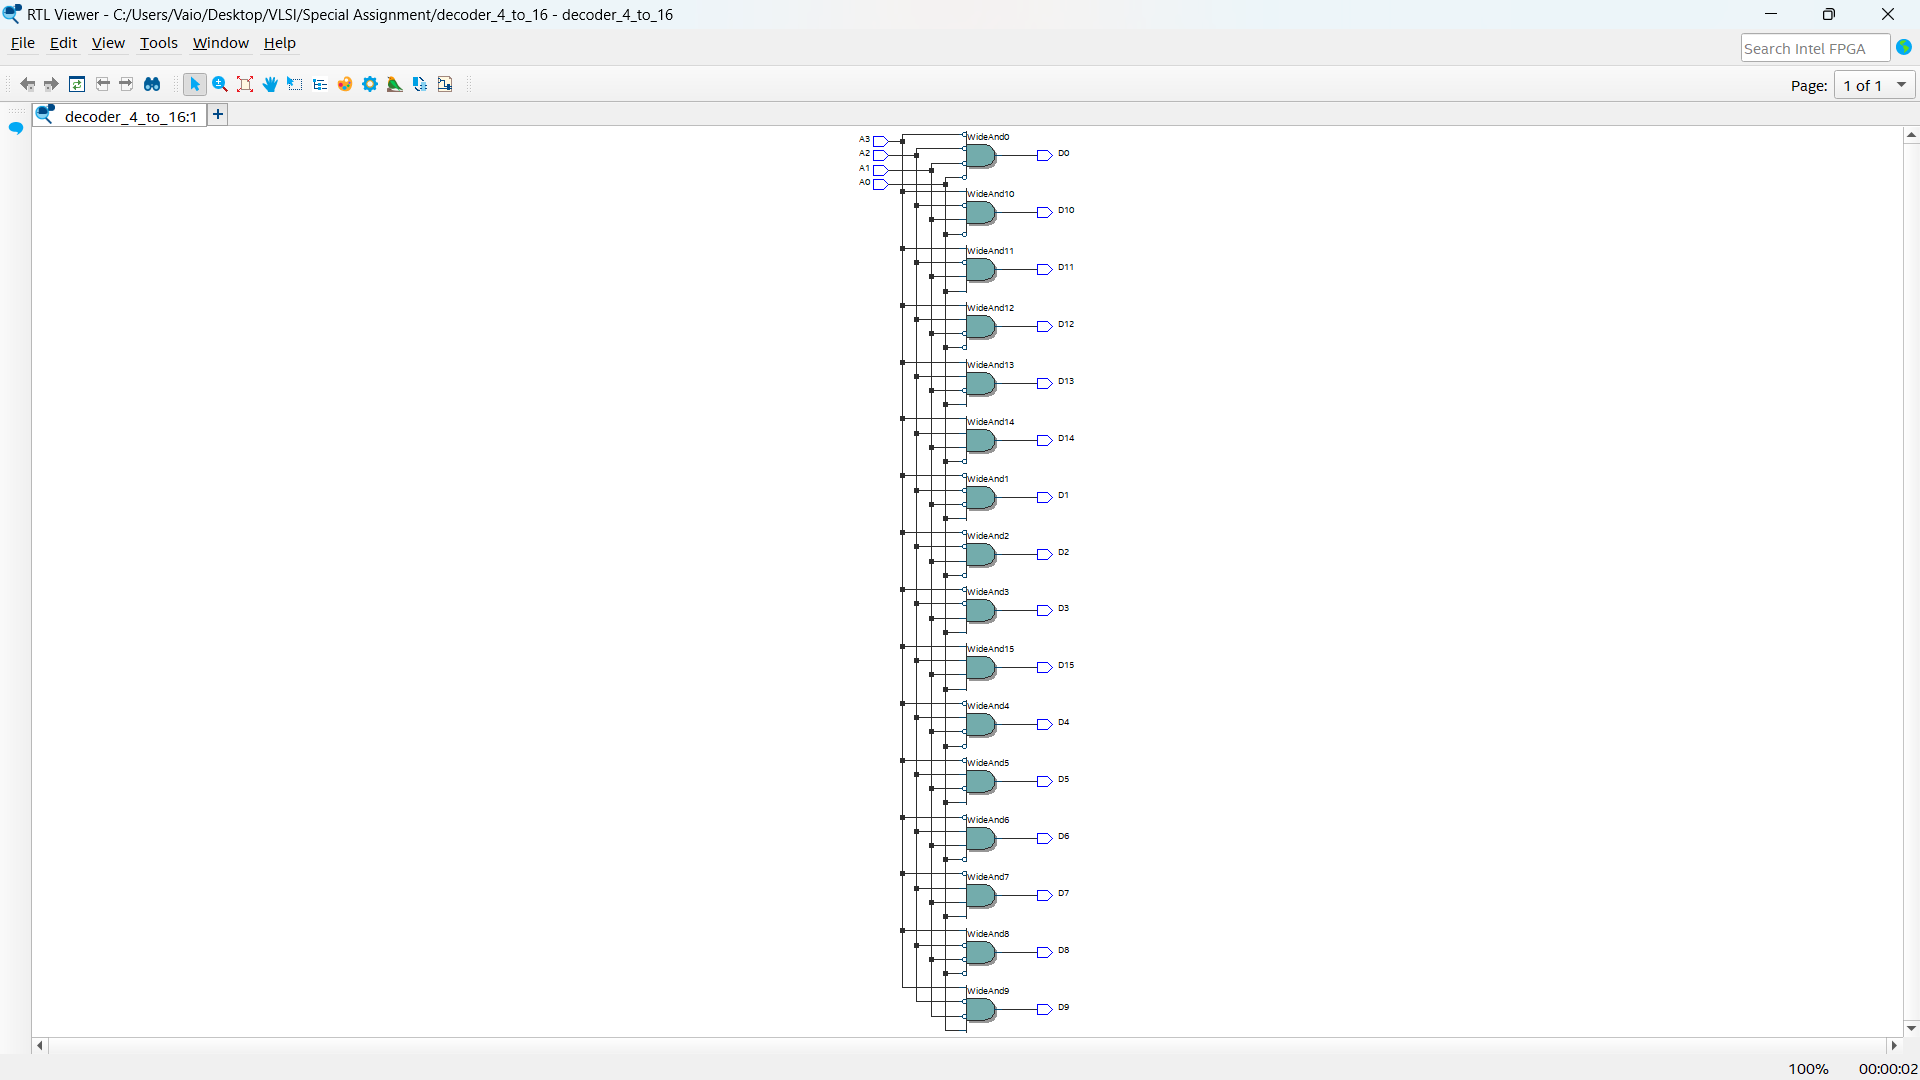 RTL Viewer - C:/Users/Vaio/Desktop/VLSI/Special Assignment/decoder_4_to_16 - decoder_4_to_16
File Edit View Tools Window Help
Search Intel FPGA
Page: 1 of 1
decoder_4_to_16:1
A3
A2
A1
A0
WideAnd0
D0
WideAnd10
D10
WideAnd11
D11
WideAnd12
D12
WideAnd13
D13
WideAnd14
D14
WideAnd1
D1
WideAnd2
D2
WideAnd3
D3
WideAnd15
D15
WideAnd4
D4
WideAnd5
D5
WideAnd6
D6
WideAnd7
D7
WideAnd8
D8
WideAnd9
D9
100% 00:00:02